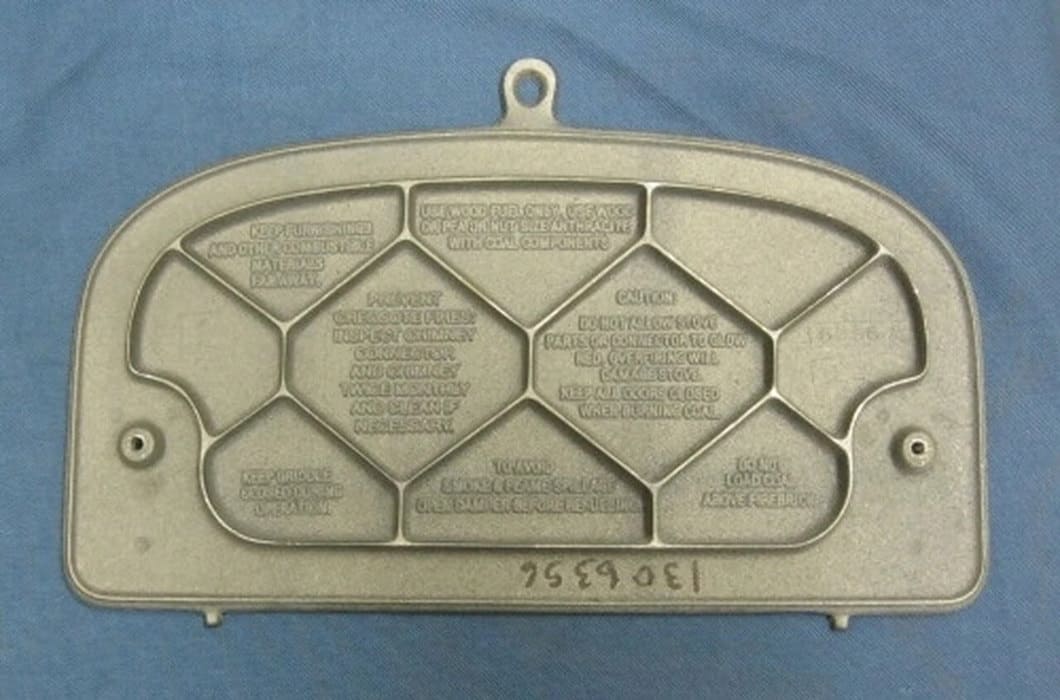 KEEP FURNISHINGS
AND OTHER COMBUSTIBLE
MATERIALS
FAR AWAY.
USE WOOD FUEL ONLY. USE WOOD
OR PEA OR NUT SIZE ANTHRACITE
WITH COAL COMPONENTS
PREVENT
CREOSOTE FIRES:
INSPECT CHIMNEY
CONNECTOR
AND CHIMNEY
TWICE MONTHLY
AND CLEAN IF
NECESSARY.
CAUTION:
DO NOT ALLOW STOVE
PARTS OR CONNECTOR TO GLOW
RED. OVERFIRING WILL
DAMAGE STOVE.
KEEP ALL DOORS CLOSED
WHEN BURNING COAL.
KEEP GRIDDLE
CLOSED DURING
OPERATION.
TO AVOID
SMOKE & FLAME SPILLAGE
OPEN DAMPER BEFORE REFUELING.
DO NOT
LOAD COAL
ABOVE FIREBRICK.
1306356